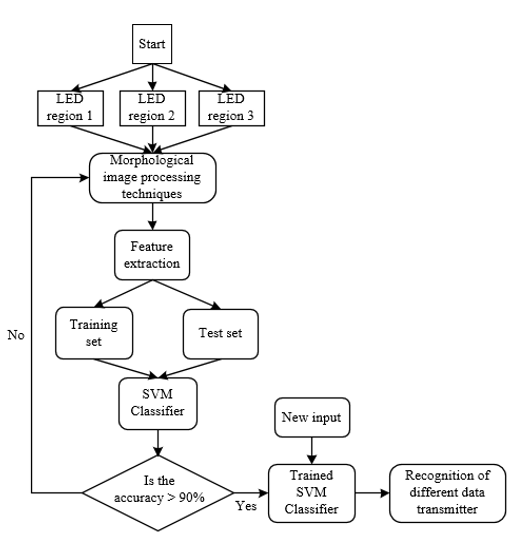 Start
LED
region 1
LED
region 2
LED
region 3
Morphological
image processing
techniques
Feature
extraction
Training
set
Test set
No
SVM
Classifier
New input
Is the
accuracy > 90%
Yes
Trained
SVM
Classifier
Recognition of
different data
transmitter